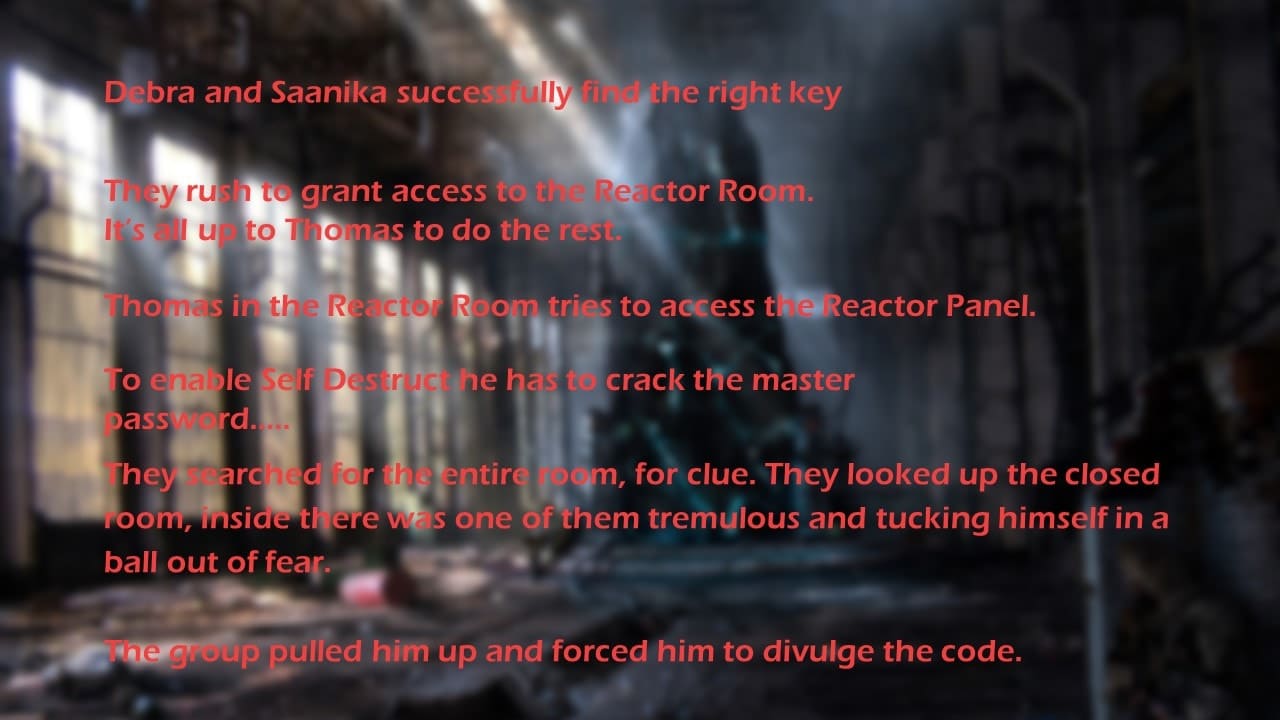 Debra and Saanika successfully find the right key
They rush to grant access to the Reactor Room.
It’s all up to Thomas to do the rest.
Thomas in the Reactor Room tries to access the Reactor Panel.
To enable Self Destruct he has to crack the master
password.....
They searched for the entire room, for clue. They looked up the closed
room, inside there was one of them tremulous and tucking himself in a
ball out of fear.
The group pulled him up and forced him to divulge the code.